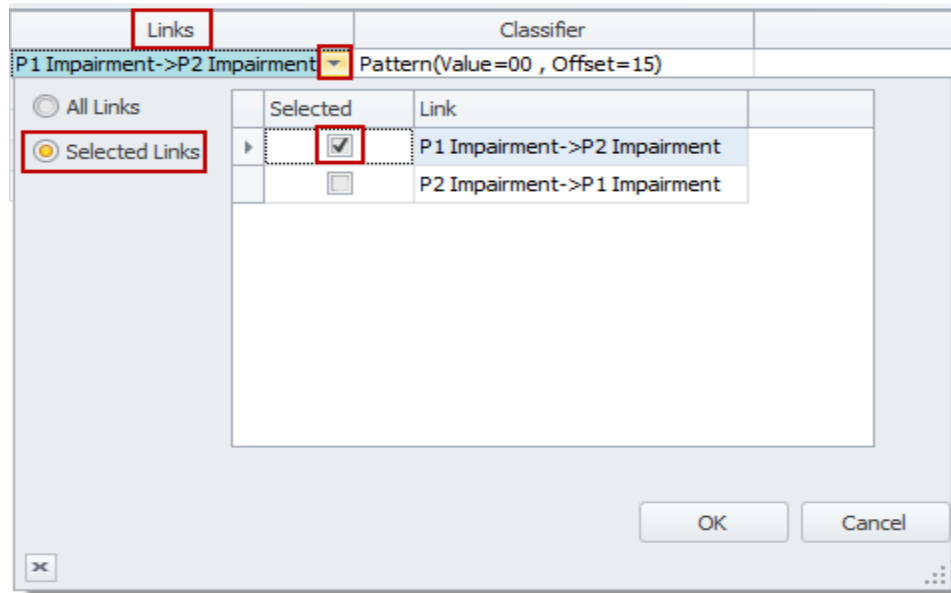 Links Classifier
P1 Impairment->P2 Impairment Pattern(Value=00 , Offset=15)
All Links
Selected Links
Selected Link
P1 Impairment->P2 Impairment
P2 Impairment->P1 Impairment
OK Cancel